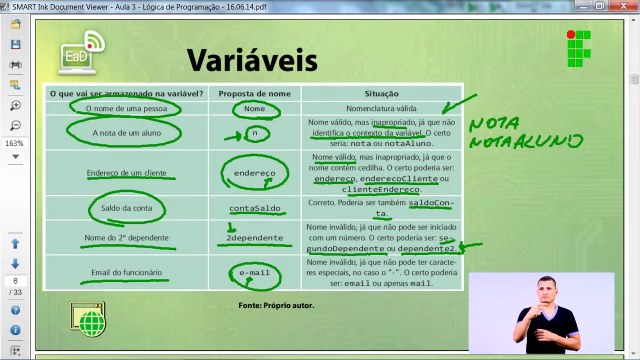 SMART Ink Document Viewer - Aula 3 - Lógica de Programação - 16.06.14.pdf
EaD
Variáveis
O que vai ser armazenado na variável? Proposta de nome Situação
O nome de uma pessoa Nome Nomenclatura válida
A nota de um aluno n Nome válido, mas inapropriado, já que não
identifica o contexto da variável. O certo
seria: nota ou notaAluno.
NOTA
NOTAALUNO
Endereço de um cliente endereço Nome válido, mas inapropriado, já que o
nome contém cedilha. O certo poderia ser:
endereco, enderecoCliente ou
clienteEndereco.
Saldo da conta contaSaldo Correto. Poderia ser também saldoCon-
ta.
Nome do 2º dependente 2dependente Nome inválido, já que não pode ser iniciado
com um número. O certo poderia ser: se-
gundoDependente ou dependente2.
Email do funcionário e-mail Nome inválido, já que não pode ter caracte-
res especiais, no caso o "-". O certo poderia
ser: email ou apenas mail.
Fonte: Próprio autor.
163%
6
/ 33